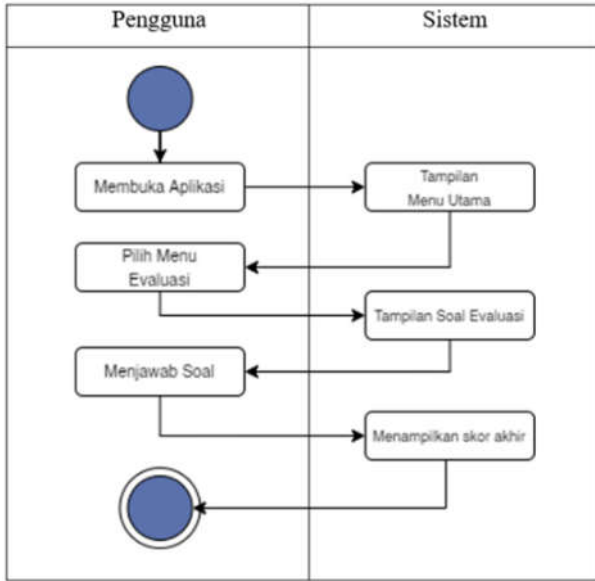 Pengguna
Sistem
Membuka Aplikasi
Tampilan
Menu Utama
Pilih Menu
Evaluasi
Tampilan Soal Evaluasi
Menjawab Soal
Menampilkan skor akhir